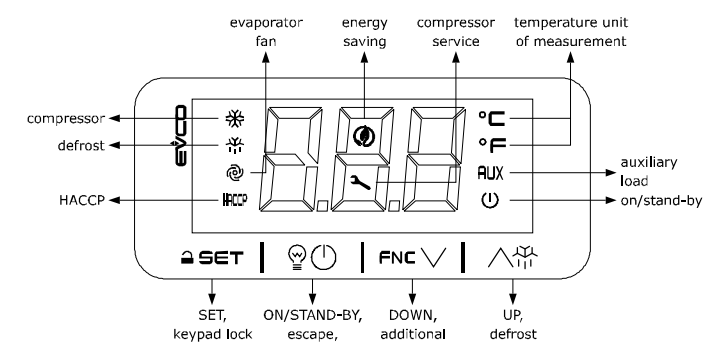 evaporator
fan
energy
saving
compressor
service
temperature unit
of measurement
compressor
defrost
HACCP
EVCO
HACCP
°C
°F
AUX
auxiliary
load
on/stand-by
SET
FNC
SET,
keypad lock
ON/STAND-BY,
escape,
DOWN,
additional
UP,
defrost